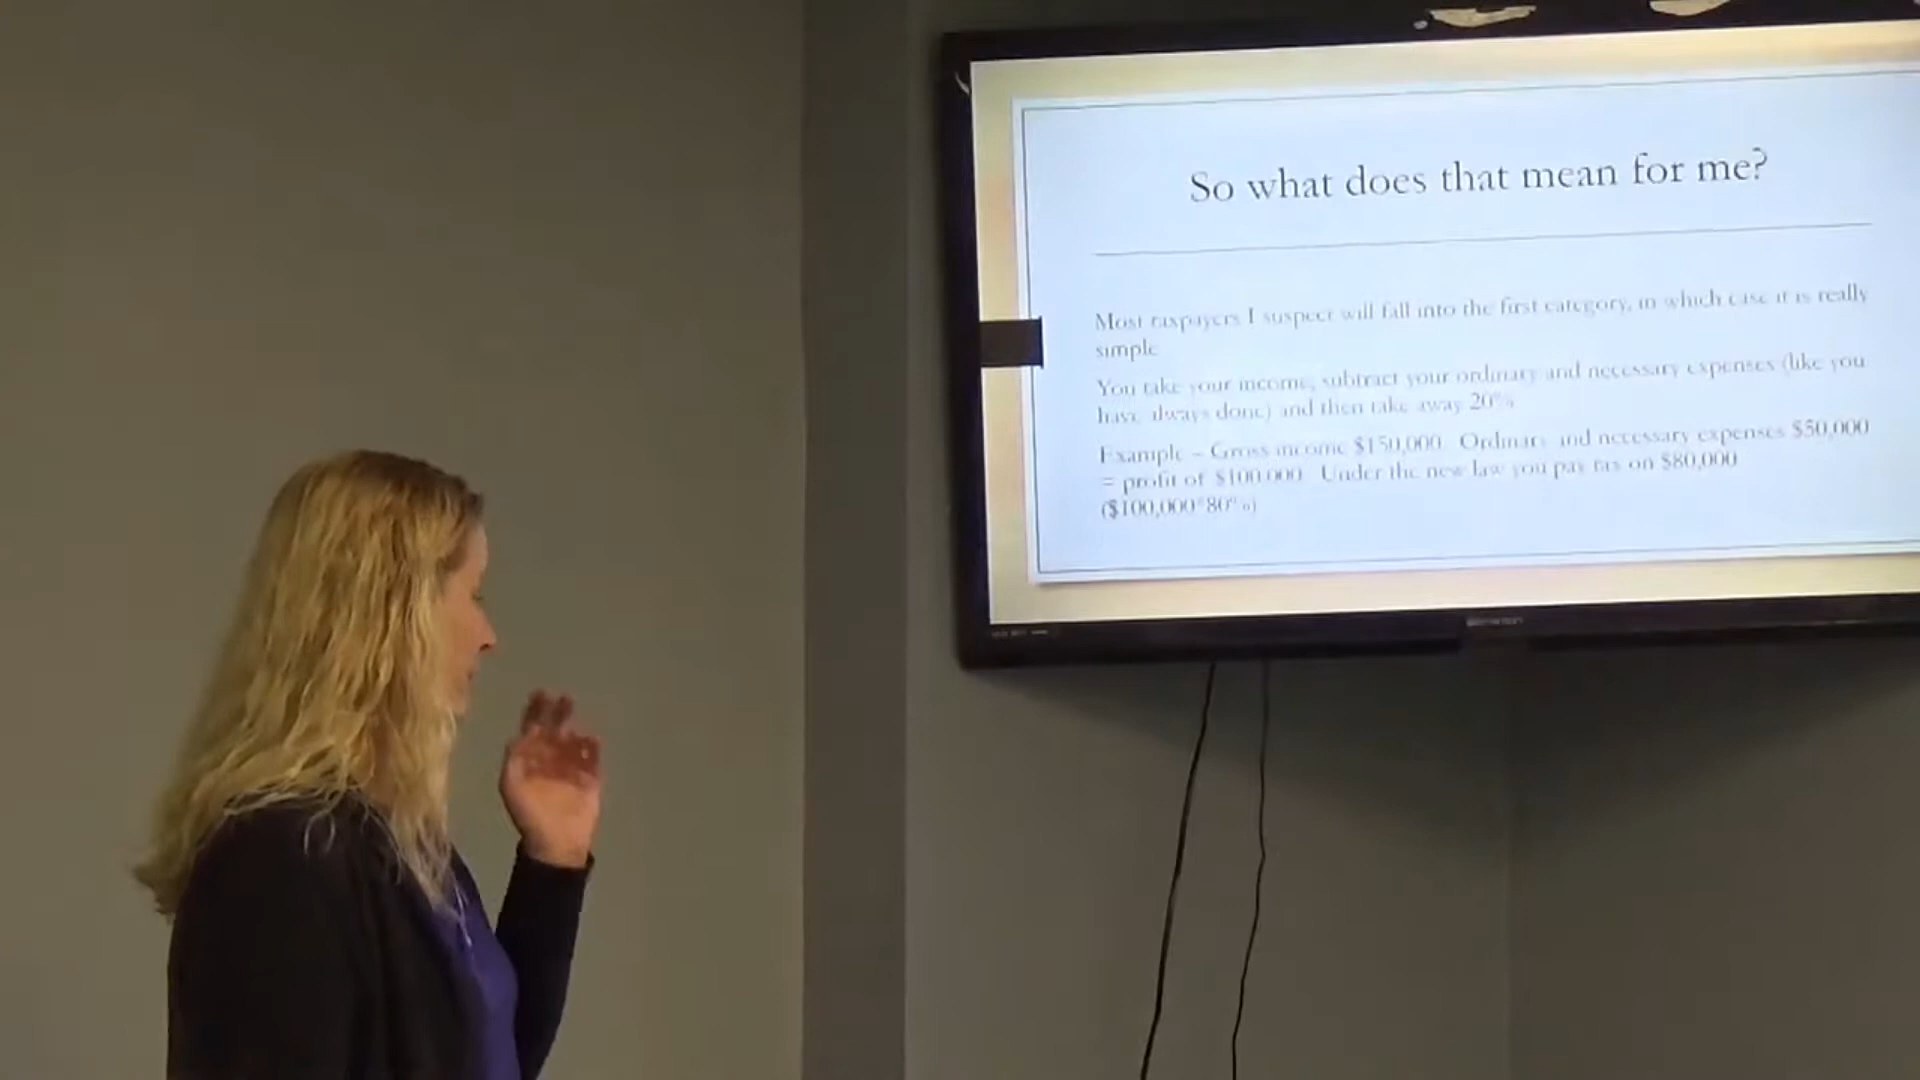 So what does that mean for me?
Most taxpayers I suspect will fall into the first category, in which case it is really
simple
You take your income, subtract your ordinary and necessary expenses (like you
have always done) and then take away 20%
Example – Gross income $150,000 Ordinary and necessary expenses $50,000
= profit of $100,000 Under the new law you pay tax on $80,000
($100,000*80%)